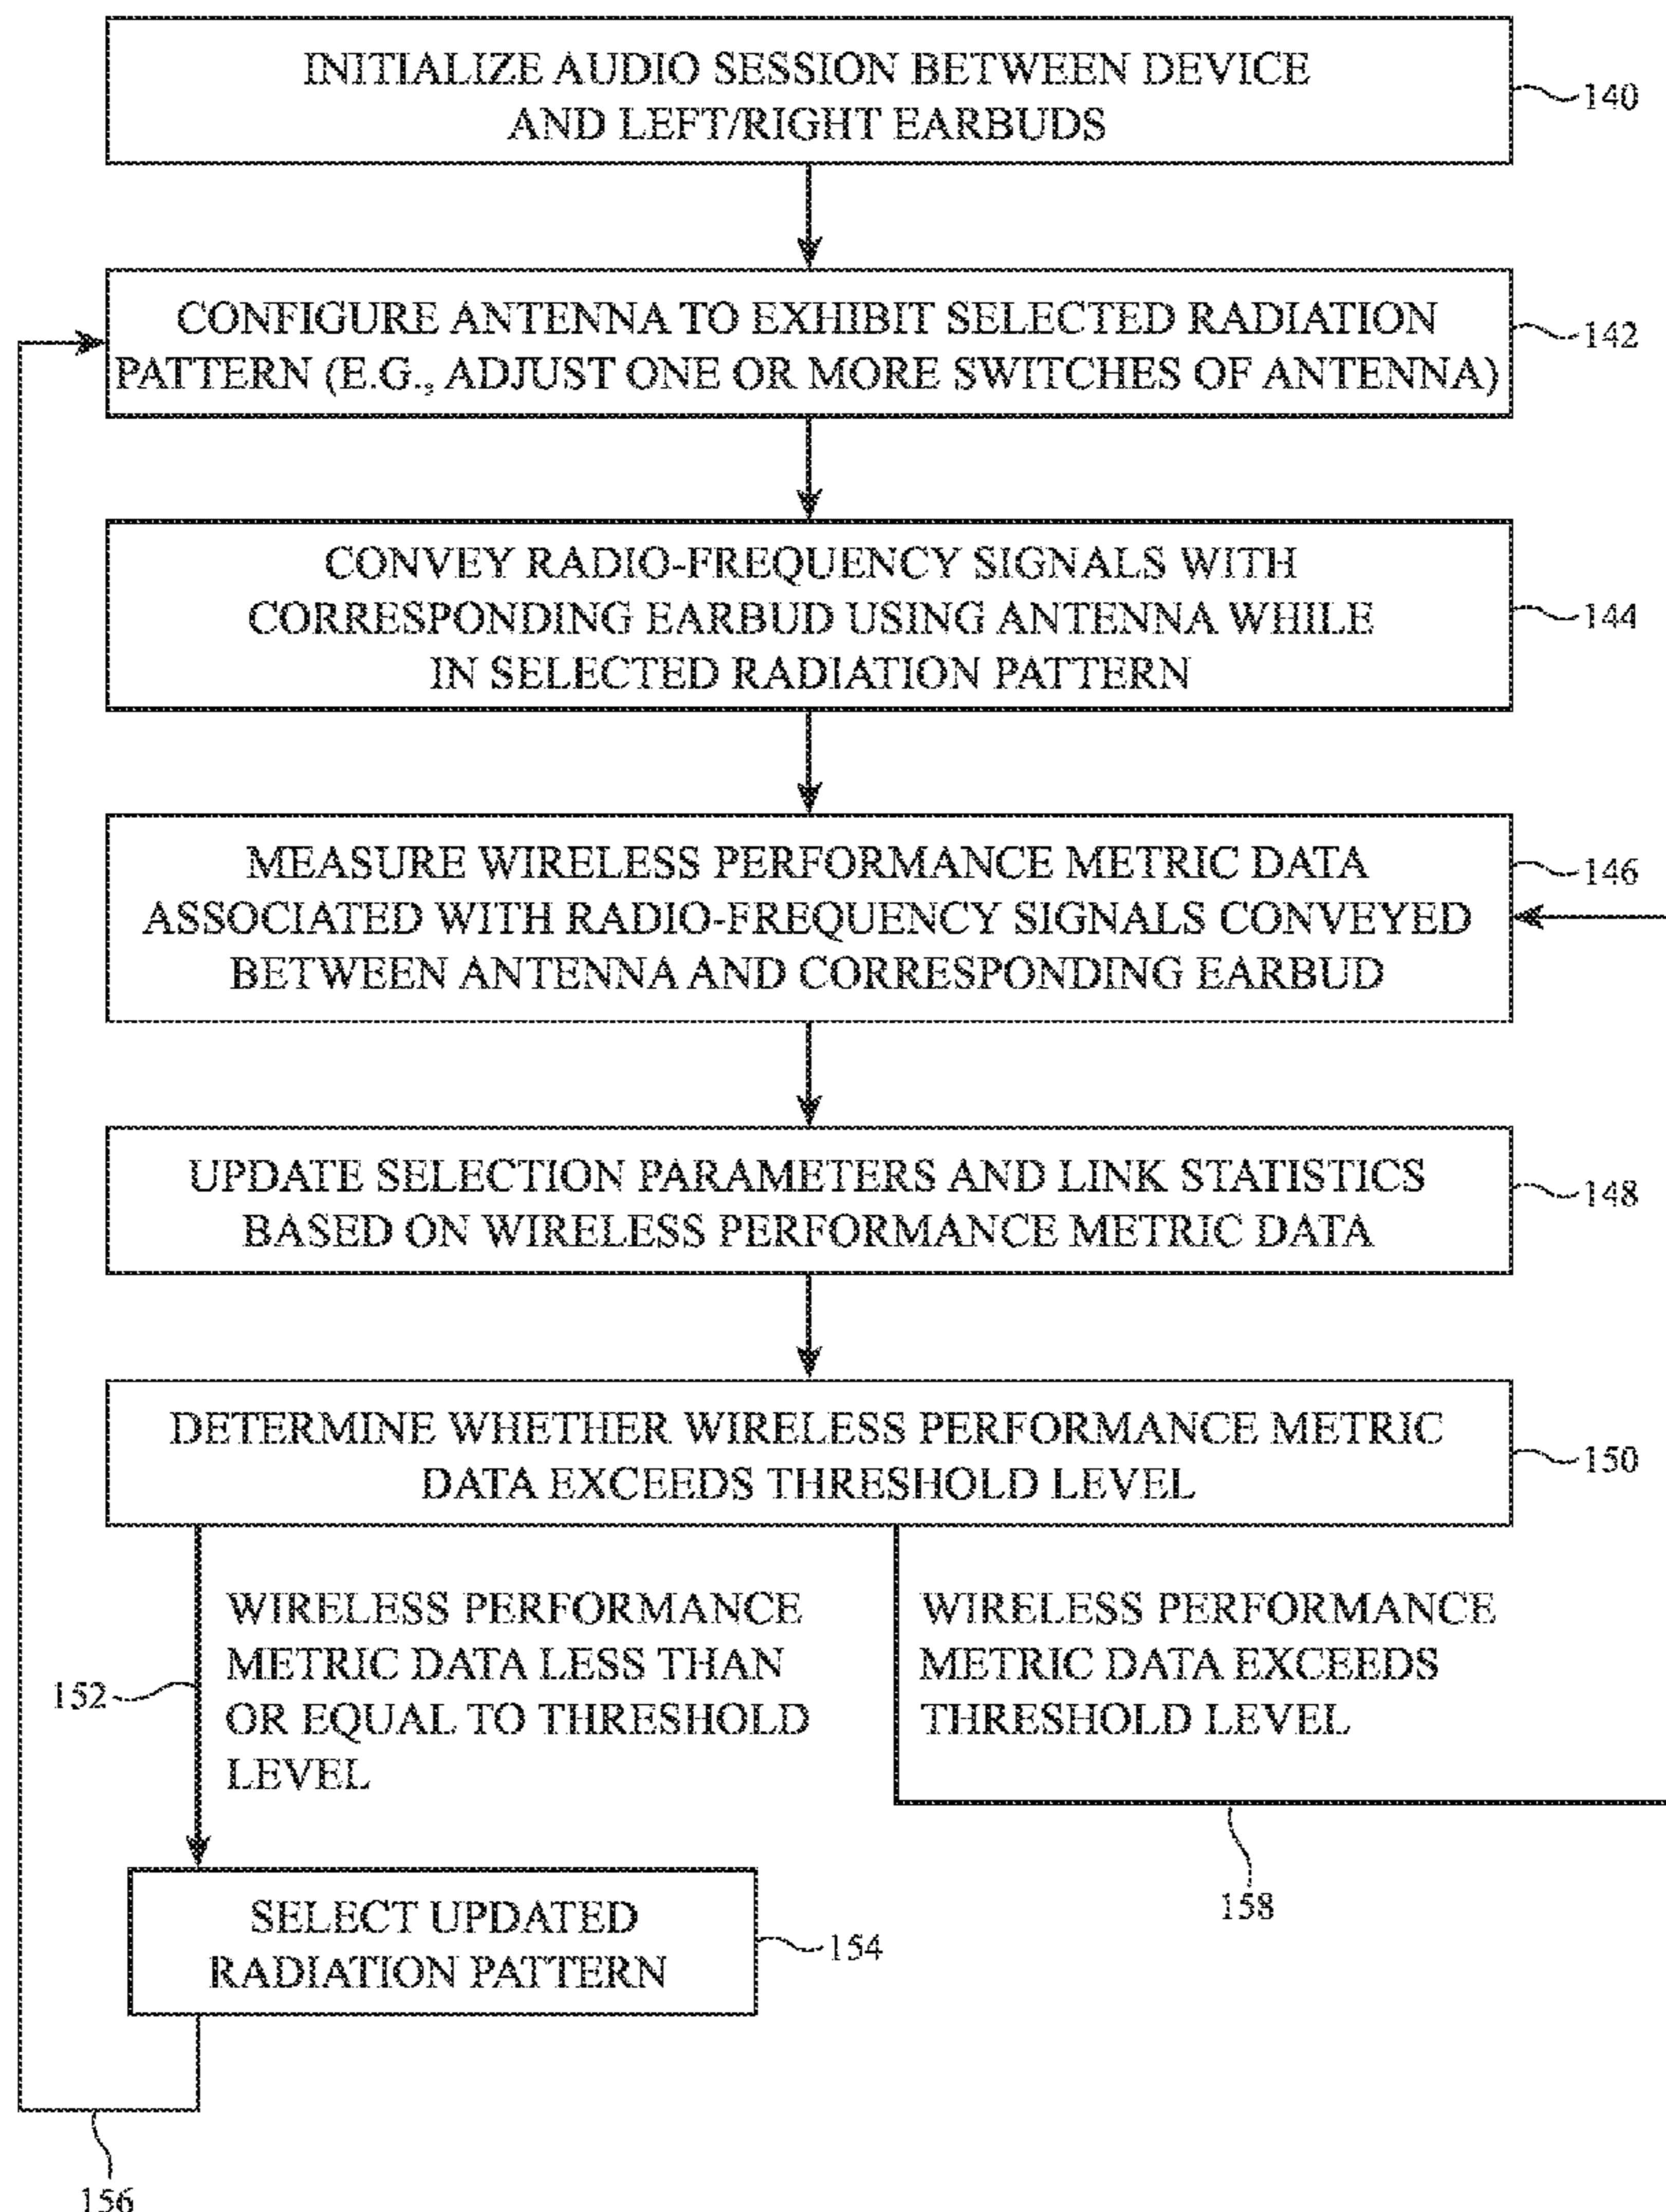 INITIALIZE AUDIO SESSION BETWEEN DEVICE
AND LEFT/RIGHT EARBUDS
140
CONFIGURE ANTENNA TO EXHIBIT SELECTED RADIATION
PATTERN (E.G., ADJUST ONE OR MORE SWITCHES OF ANTENNA)
142
CONVEY RADIO-FREQUENCY SIGNALS WITH
CORRESPONDING EARBUD USING ANTENNA WHILE
IN SELECTED RADIATION PATTERN
144
MEASURE WIRELESS PERFORMANCE METRIC DATA
ASSOCIATED WITH RADIO-FREQUENCY SIGNALS CONVEYED
BETWEEN ANTENNA AND CORRESPONDING EARBUD
146
UPDATE SELECTION PARAMETERS AND LINK STATISTICS
BASED ON WIRELESS PERFORMANCE METRIC DATA
148
DETERMINE WHETHER WIRELESS PERFORMANCE METRIC
DATA EXCEEDS THRESHOLD LEVEL
150
152
WIRELESS PERFORMANCE
METRIC DATA LESS THAN
OR EQUAL TO THRESHOLD
LEVEL
WIRELESS PERFORMANCE
METRIC DATA EXCEEDS
THRESHOLD LEVEL
158
SELECT UPDATED
RADIATION PATTERN
154
156